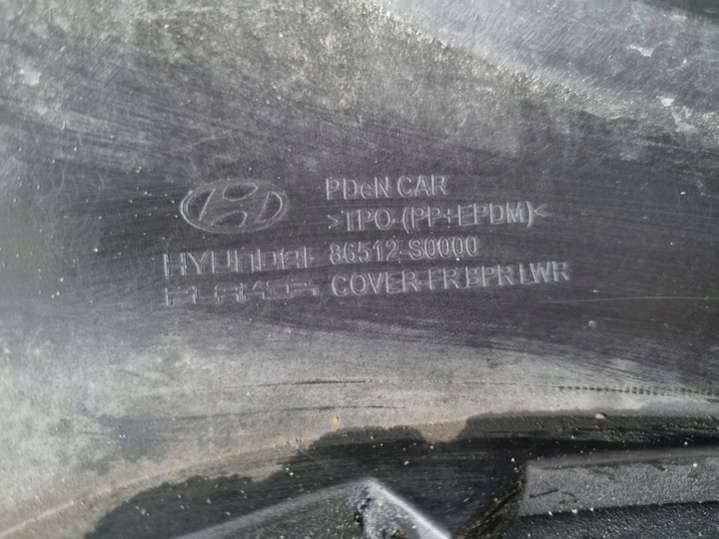 PDeN CAR
>TPO-(PP+EPDM)<
HYUNDAI 86512-S0000
COVER-FR BPR LWR